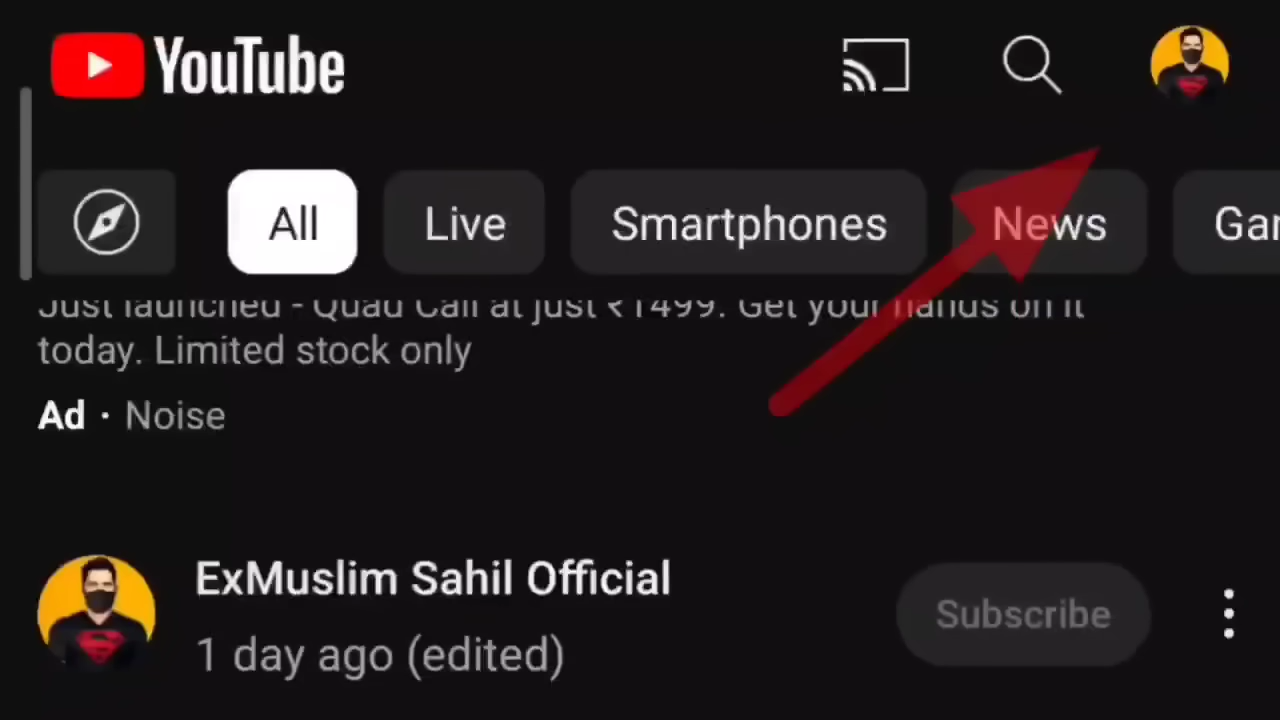 YouTube
All Live Smartphones News Gar
Just launched - Quad Call at just ₹1499. Get your hands on it
today. Limited stock only
Ad · Noise
ExMuslim Sahil Official
Subscribe
1 day ago (edited)